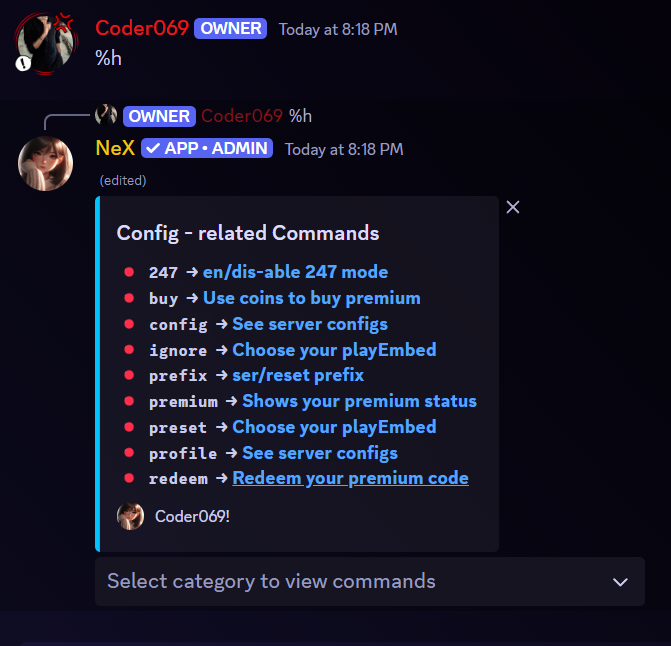 Coder069 OWNER Today at 8:18 PM
%h
OWNER Coder069 %h
NeX ✓ APP • ADMIN Today at 8:18 PM
(edited)
Config - related Commands
247 → en/dis-able 247 mode
buy → Use coins to buy premium
config → See server configs
ignore → Choose your playEmbed
prefix → ser/reset prefix
premium → Shows your premium status
preset → Choose your playEmbed
profile → See server configs
redeem → Redeem your premium code
Coder069!
Select category to view commands